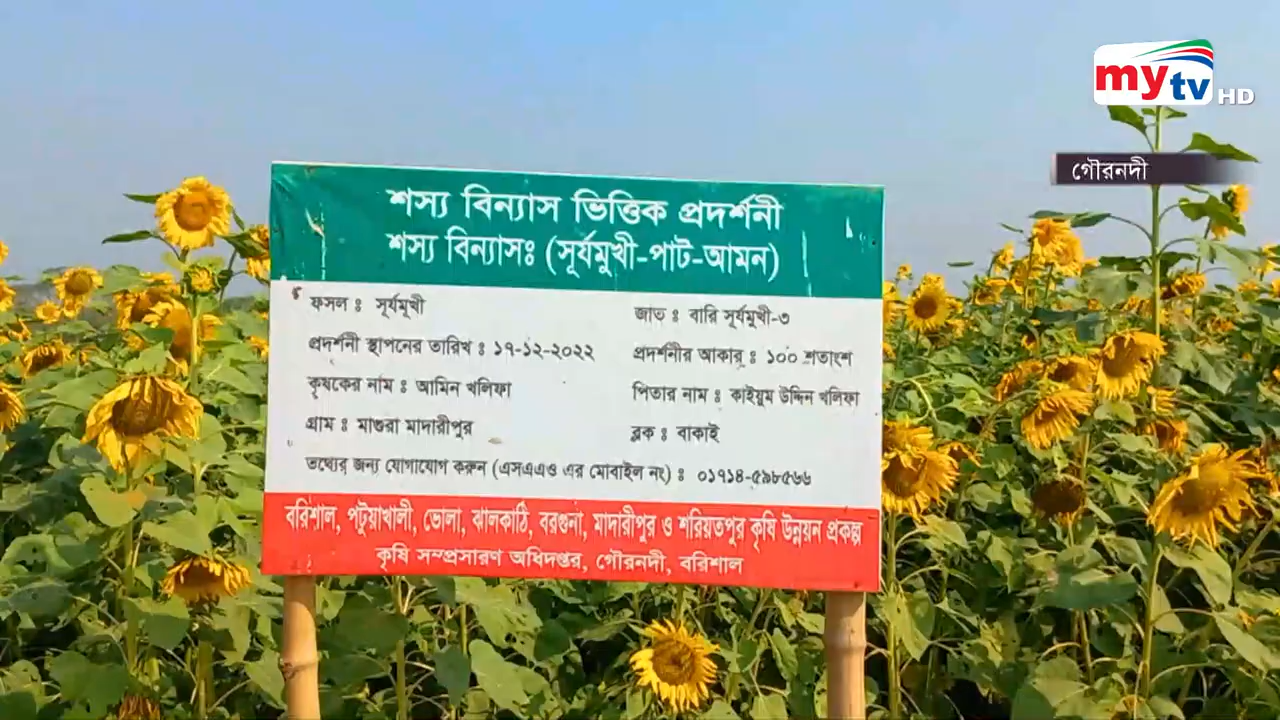 my tv HD
গৌরনদী
শস্য বিন্যাস ভিত্তিক প্রদর্শনী
শস্য বিন্যাসঃ (সূর্যমুখী-পাট-আমন)
ফসল ঃ সূর্যমূখী
জাত ঃ বারি সূর্যমুখী-৩
প্রদর্শনী স্থাপনের তারিখ ঃ ১৭-১২-২০২২
প্রদর্শনীর আকার ঃ ১০০ শতাংশ
কৃষকের নাম ঃ আমিন খলিফা
পিতার নাম ঃ কাইয়ুম উদ্দিন খলিফা
গ্রাম ঃ মাগুরা মাদারীপুর
ব্লক ঃ বাকাই
তথ্যের জন্য যোগাযোগ করুন (এসএএও এর মোবাইল নং) ঃ ০১৭১৪-৫৯৮৫৬৬
বরিশাল, পটুয়াখালী, ভোলা, ঝালকাঠি, বরগুনা, মাদারীপুর ও শরিয়তপুর কৃষি উন্নয়ন প্রকল্প
কৃষি সম্প্রসারণ অধিদপ্তর, গৌরনদী, বরিশাল